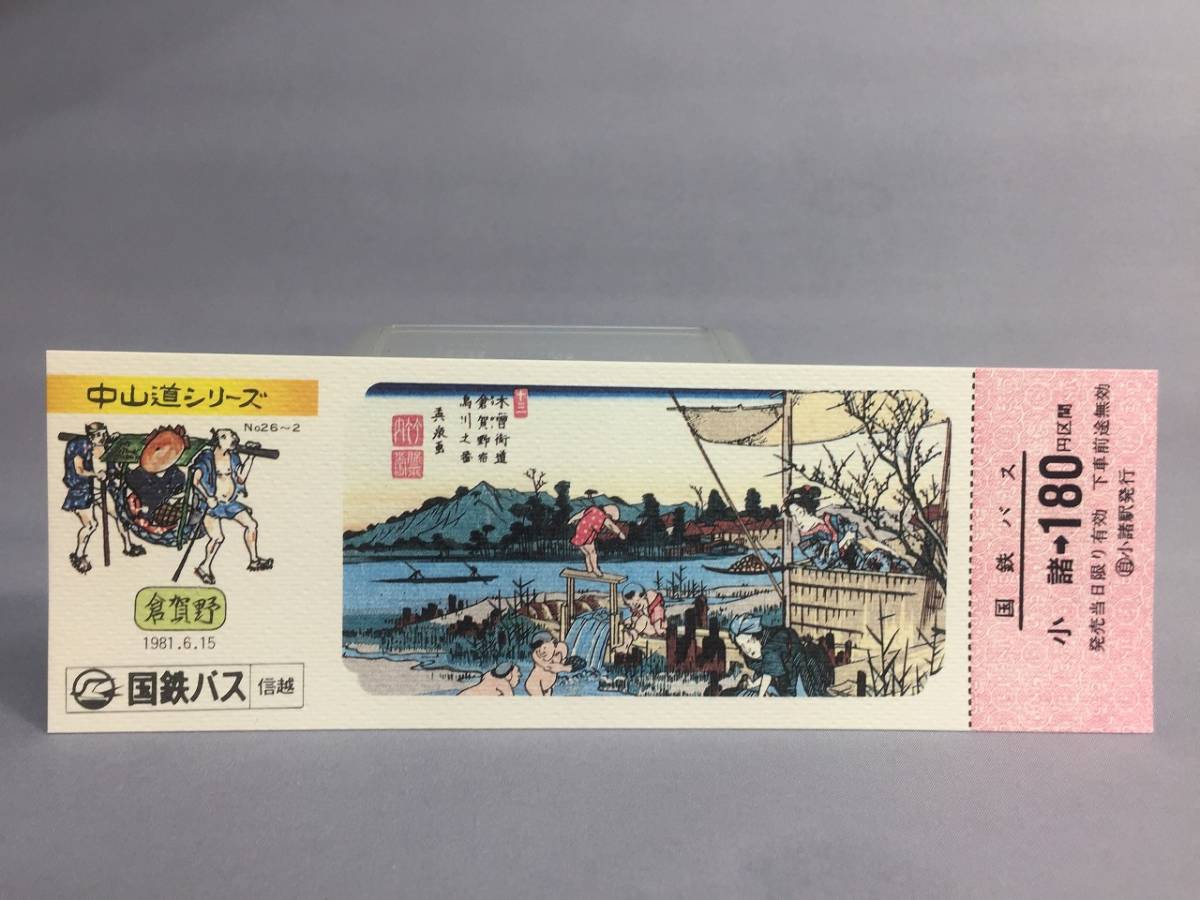 中山道シリーズ
No26～2
倉賀野
1981.6.15
国鉄バス 信越
十三
木曽街道
倉賀野宿
烏川之図
英泉画
国鉄バス
小諸➡180円区間
発売当日限り有効 下車前途無効
自小諸駅発行